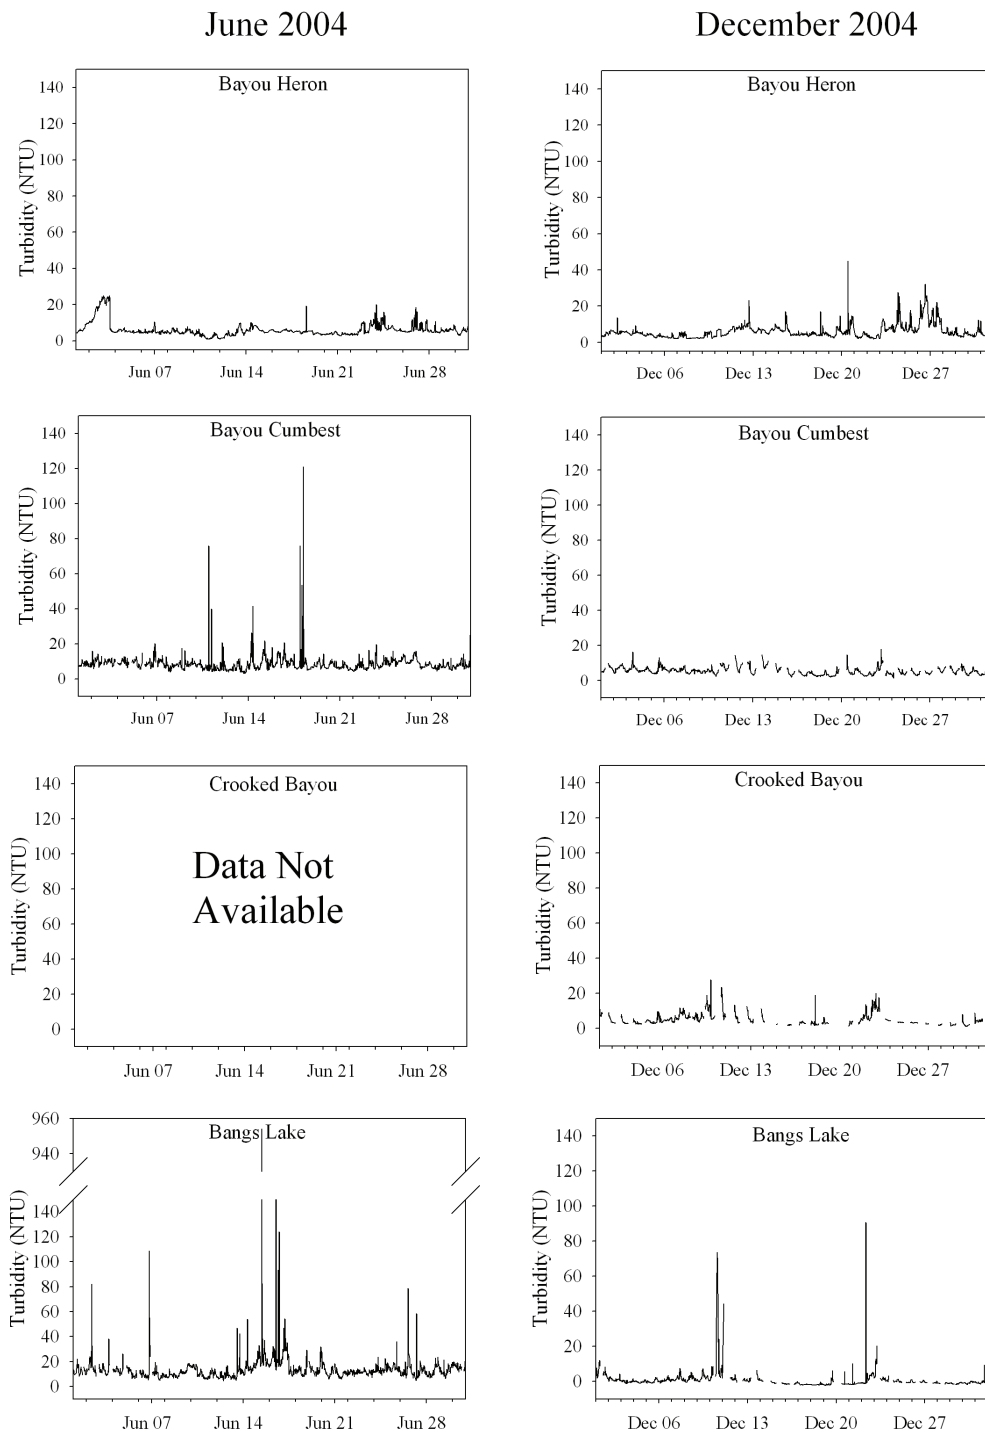 June 2004
December 2004
Bayou Heron
Turbidity (NTU)
140
120
100
80
60
40
20
0
Jun 07
Jun 14
Jun 21
Jun 28
Bayou Heron
Turbidity (NTU)
140
120
100
80
60
40
20
0
Dec 06
Dec 13
Dec 20
Dec 27
Bayou Cumbest
Turbidity (NTU)
140
120
100
80
60
40
20
0
Jun 07
Jun 14
Jun 21
Jun 28
Bayou Cumbest
Turbidity (NTU)
140
120
100
80
60
40
20
0
Dec 06
Dec 13
Dec 20
Dec 27
Crooked Bayou
Data Not
Available
Turbidity (NTU)
140
120
100
80
60
40
20
0
Jun 07
Jun 14
Jun 21
Jun 28
Crooked Bayou
Turbidity (NTU)
140
120
100
80
60
40
20
0
Dec 06
Dec 13
Dec 20
Dec 27
Bangs Lake
Turbidity (NTU)
960
940
140
120
100
80
60
40
20
0
Jun 07
Jun 14
Jun 21
Jun 28
Bangs Lake
Turbidity (NTU)
140
120
100
80
60
40
20
0
Dec 06
Dec 13
Dec 20
Dec 27